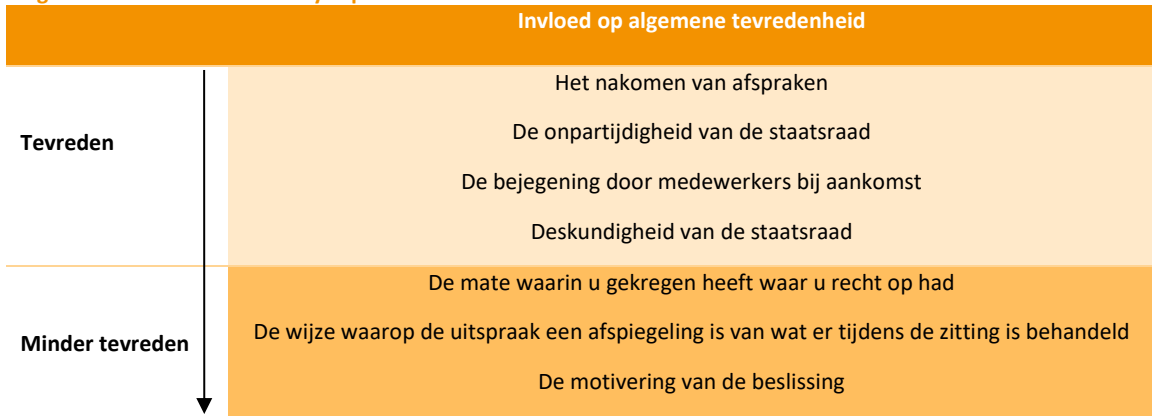 Invloed op algemene tevredenheid
Tevreden
Het nakomen van afspraken
De onpartijdigheid van de staatsraad
De bejegening door medewerkers bij aankomst
Deskundigheid van de staatsraad
Minder tevreden
De mate waarin u gekregen heeft waar u recht op had
De wijze waarop de uitspraak een afspiegeling is van wat er tijdens de zitting is behandeld
De motivering van de beslissing